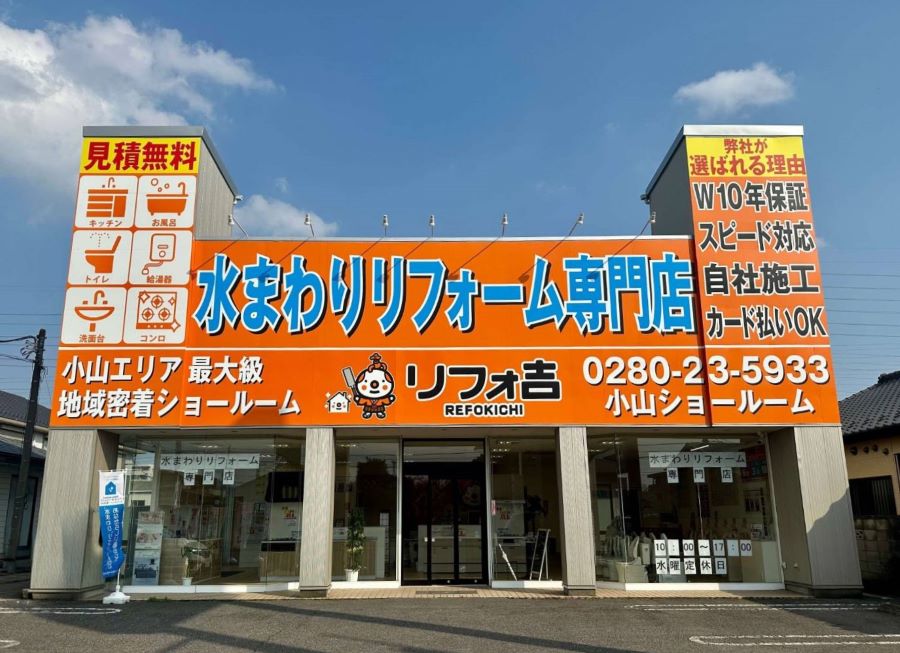 見積無料
キッチン
お風呂
トイレ
給湯器
洗面台
コンロ
水まわりリフォーム専門店
弊社が
選ばれる理由
W10年保証
スピード対応
自社施工
カード払いOK
小山エリア 最大級
地域密着ショールーム
リフォ吉
REFOKICHI
0280-23-5933
小山ショールーム
水まわりリフォーム
専門店
水まわりリフォーム
専門店
10:00〜17:00
水曜定休日